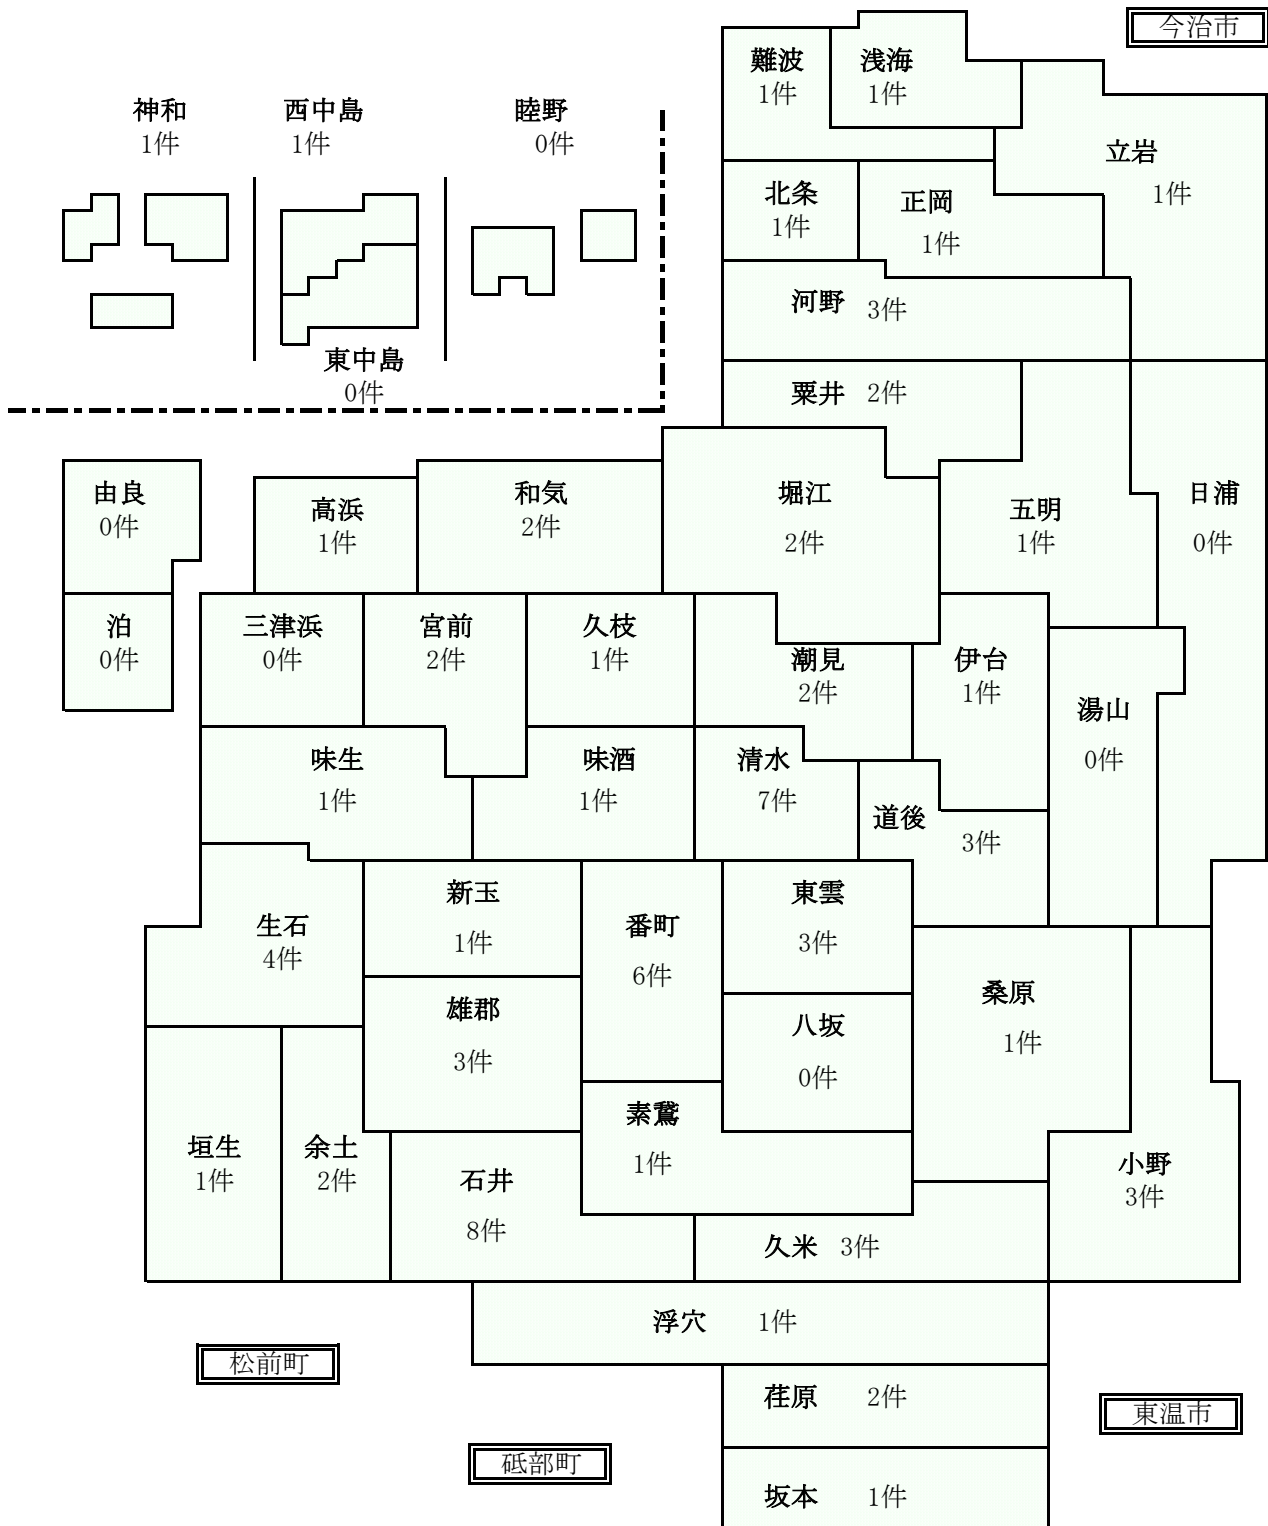 今治市
難波
1件
浅海
1件
神和
1件
西中島
1件
睦野
0件
立岩
1件
北条
1件
正岡
1件
河野 3件
東中島
0件
粟井 2件
由良
0件
高浜
1件
和気
2件
堀江
2件
五明
1件
日浦
0件
泊
0件
三津浜
0件
宮前
2件
久枝
1件
潮見
2件
伊台
1件
湯山
0件
味生
1件
味酒
1件
清水
7件
道後
3件
生石
4件
新玉
1件
番町
6件
東雲
3件
桑原
1件
雄郡
3件
八坂
0件
素鵞
1件
垣生
1件
余土
2件
石井
8件
小野
3件
久米 3件
浮穴 1件
松前町
荏原 2件
東温市
砥部町
坂本 1件